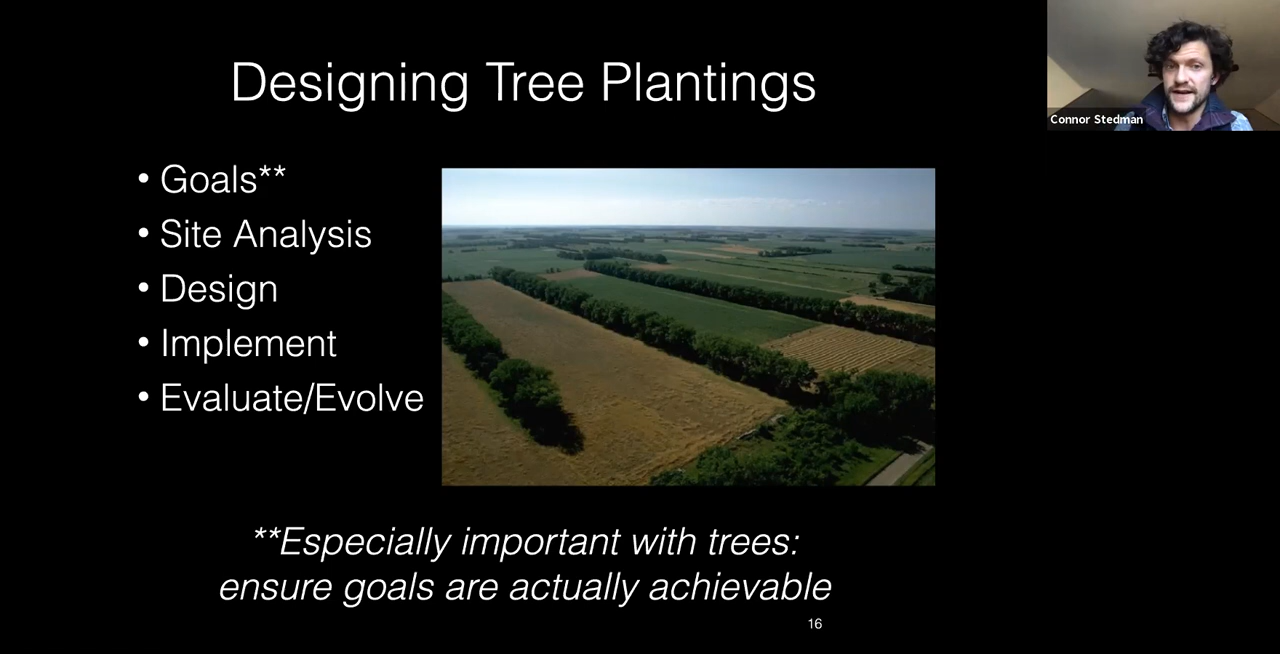 Designing Tree Plantings
Connor Stedman
• Goals**
• Site Analysis
• Design
• Implement
• Evaluate/Evolve
**Especially important with trees:
ensure goals are actually achievable
16